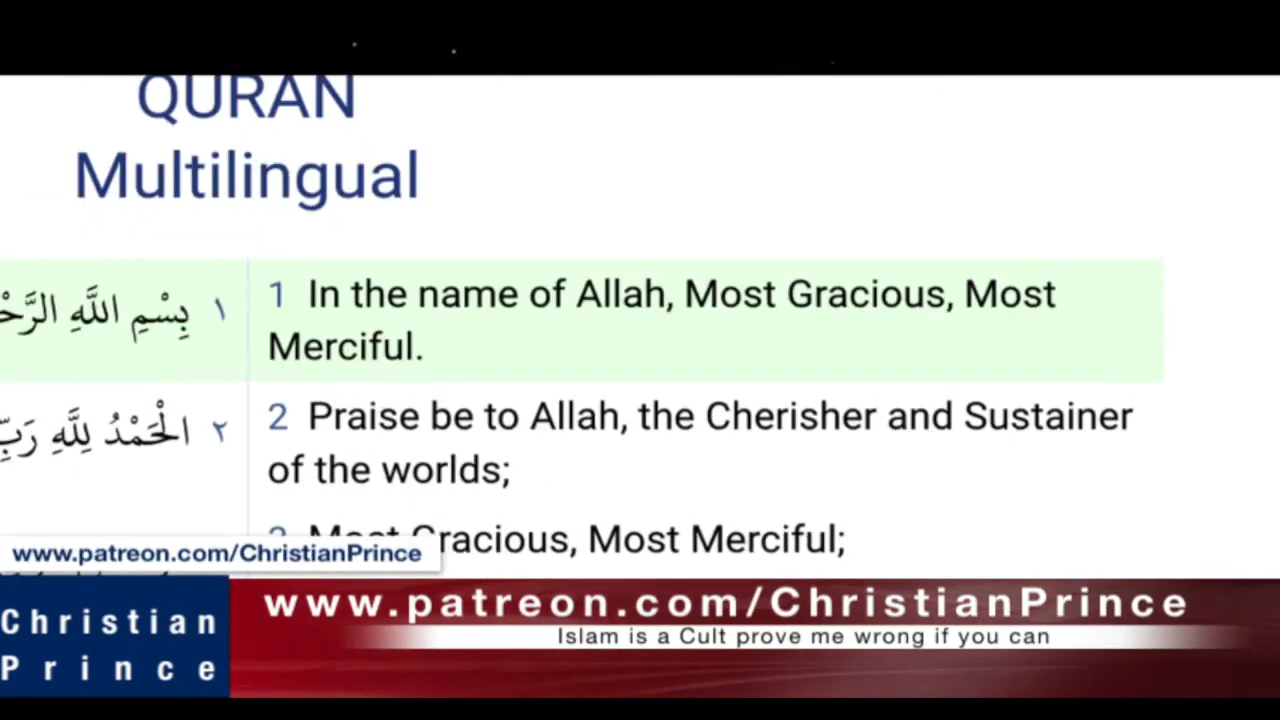 QURAN
Multilingual
١ بِسْمِ اللَّهِ
1 In the name of Allah, Most Gracious, Most
Merciful.
٢ الْحَمْدُ لِلَّهِ رَبِّ
2 Praise be to Allah, the Cherisher and Sustainer
of the worlds;
3 Most Gracious, Most Merciful;
www.patreon.com/ChristianPrince
Christian
Prince
www.patreon.com/ChristianPrince
Islam is a Cult prove me wrong if you can